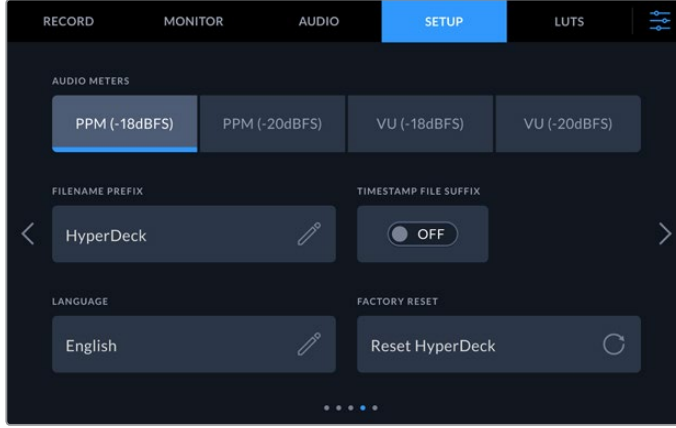 RECORD MONITOR AUDIO SETUP LUTS
AUDIO METERS
PPM (-18dBFS) PPM (-20dBFS) VU (-18dBFS) VU (-20dBFS)
FILENAME PREFIX TIMESTAMP FILE SUFFIX
HyperDeck OFF
LANGUAGE FACTORY RESET
English Reset HyperDeck